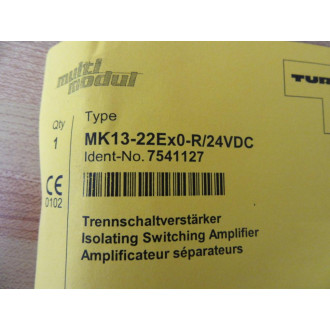 multi
modul
TUR
Type
Qty
1
MK13-22Ex0-R/24VDC
Ident-No. 7541127
CE
0102
Trennschaltverstärker
Isolating Switching Amplifier
Amplificateur séparateurs